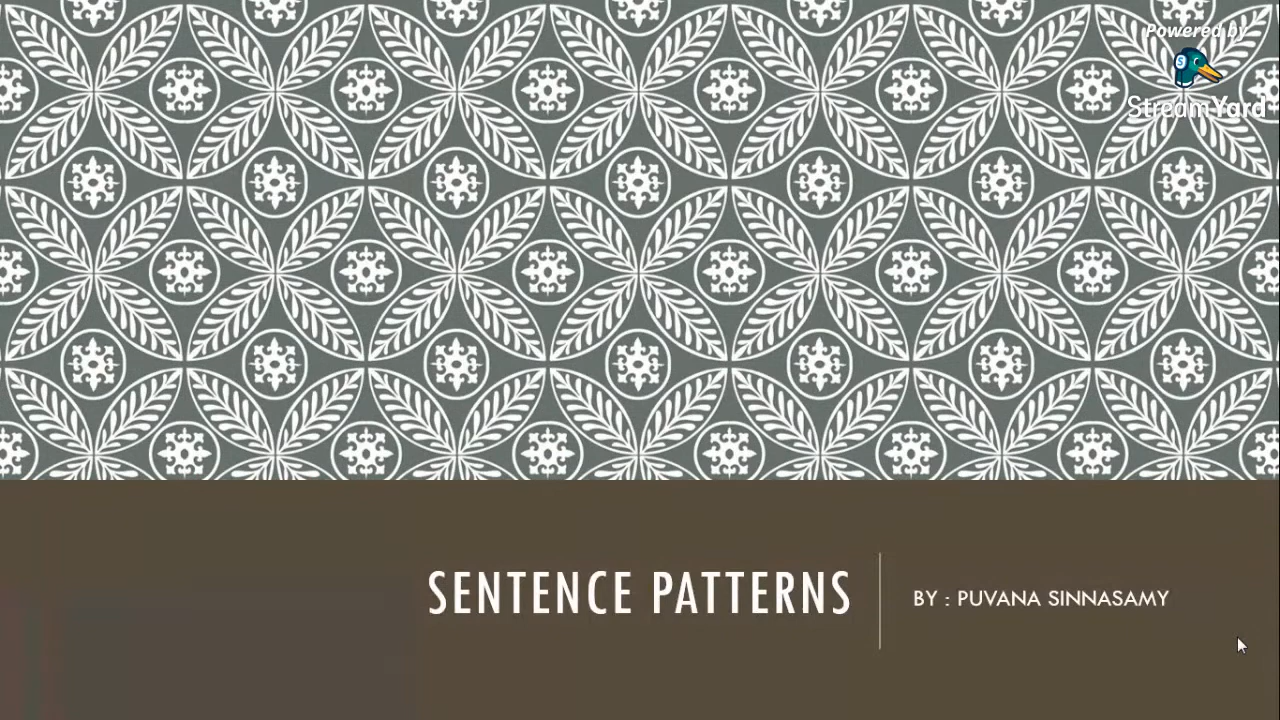 Powered by
S
StreamYard
SENTENCE PATTERNS
BY : PUVANA SINNASAMY